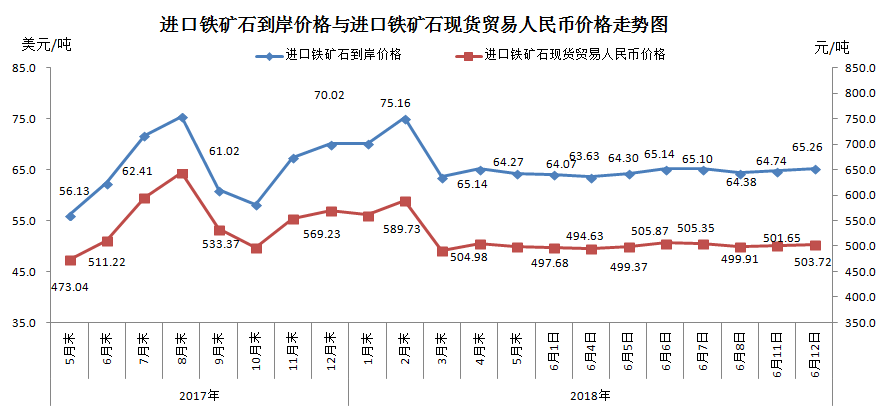 进口铁矿石到岸价格与进口铁矿石现货贸易人民币价格走势图
美元/吨
元/吨
进口铁矿石到岸价格
进口铁矿石现货贸易人民币价格
85.0
75.0
65.0
55.0
45.0
35.0
850.0
800.0
750.0
700.0
650.0
600.0
550.0
500.0
450.0
400.0
350.0
56.13
62.41
61.02
70.02
75.16
65.14
64.27
64.07
63.63
64.30
65.14
65.10
64.38
64.74
65.26
473.04
511.22
533.37
569.23
589.73
504.98
497.68
494.63
499.37
505.87
505.35
499.91
501.65
503.72
5月末
6月末
7月末
8月末
9月末
10月末
11月末
12月末
1月末
2月末
3月末
4月末
5月末
6月1日
6月4日
6月5日
6月6日
6月7日
6月8日
6月11日
6月12日
2017年
2018年